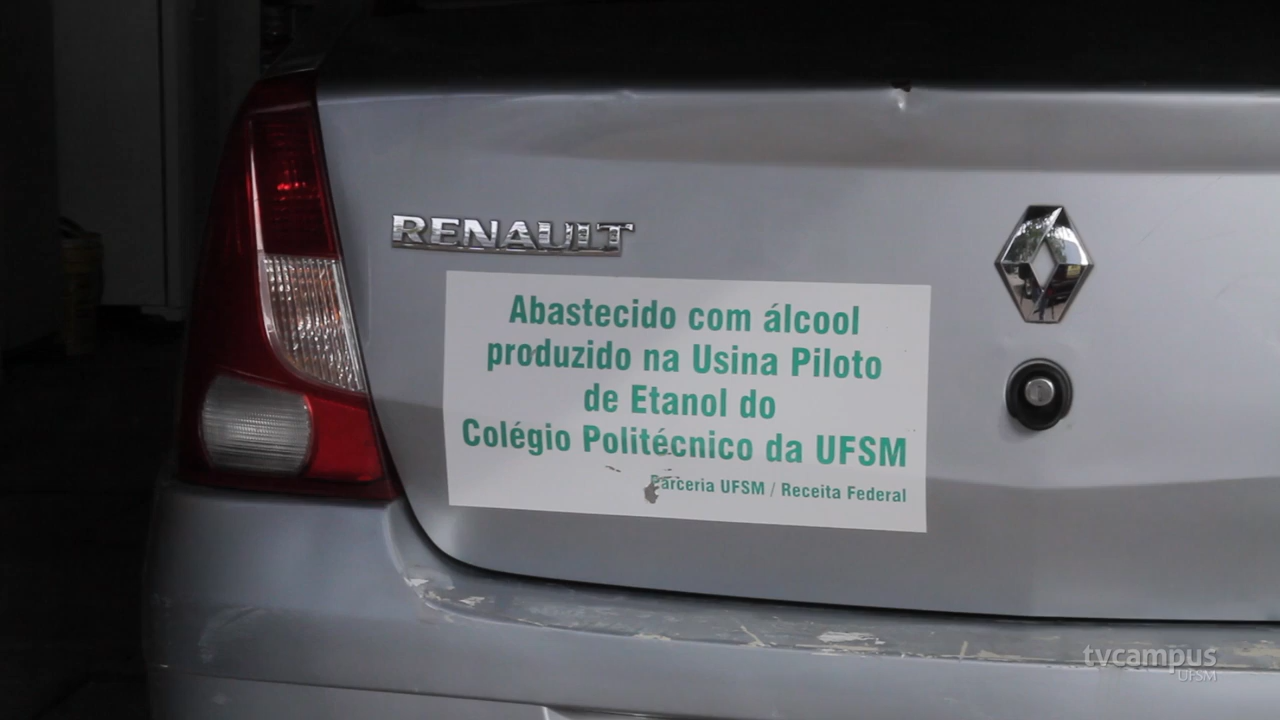 RENAULT
Abastecido com álcool
produzido na Usina Piloto
de Etanol do
Colégio Politécnico da UFSM
Parceria UFSM / Receita Federal
tvcampus
UFSM